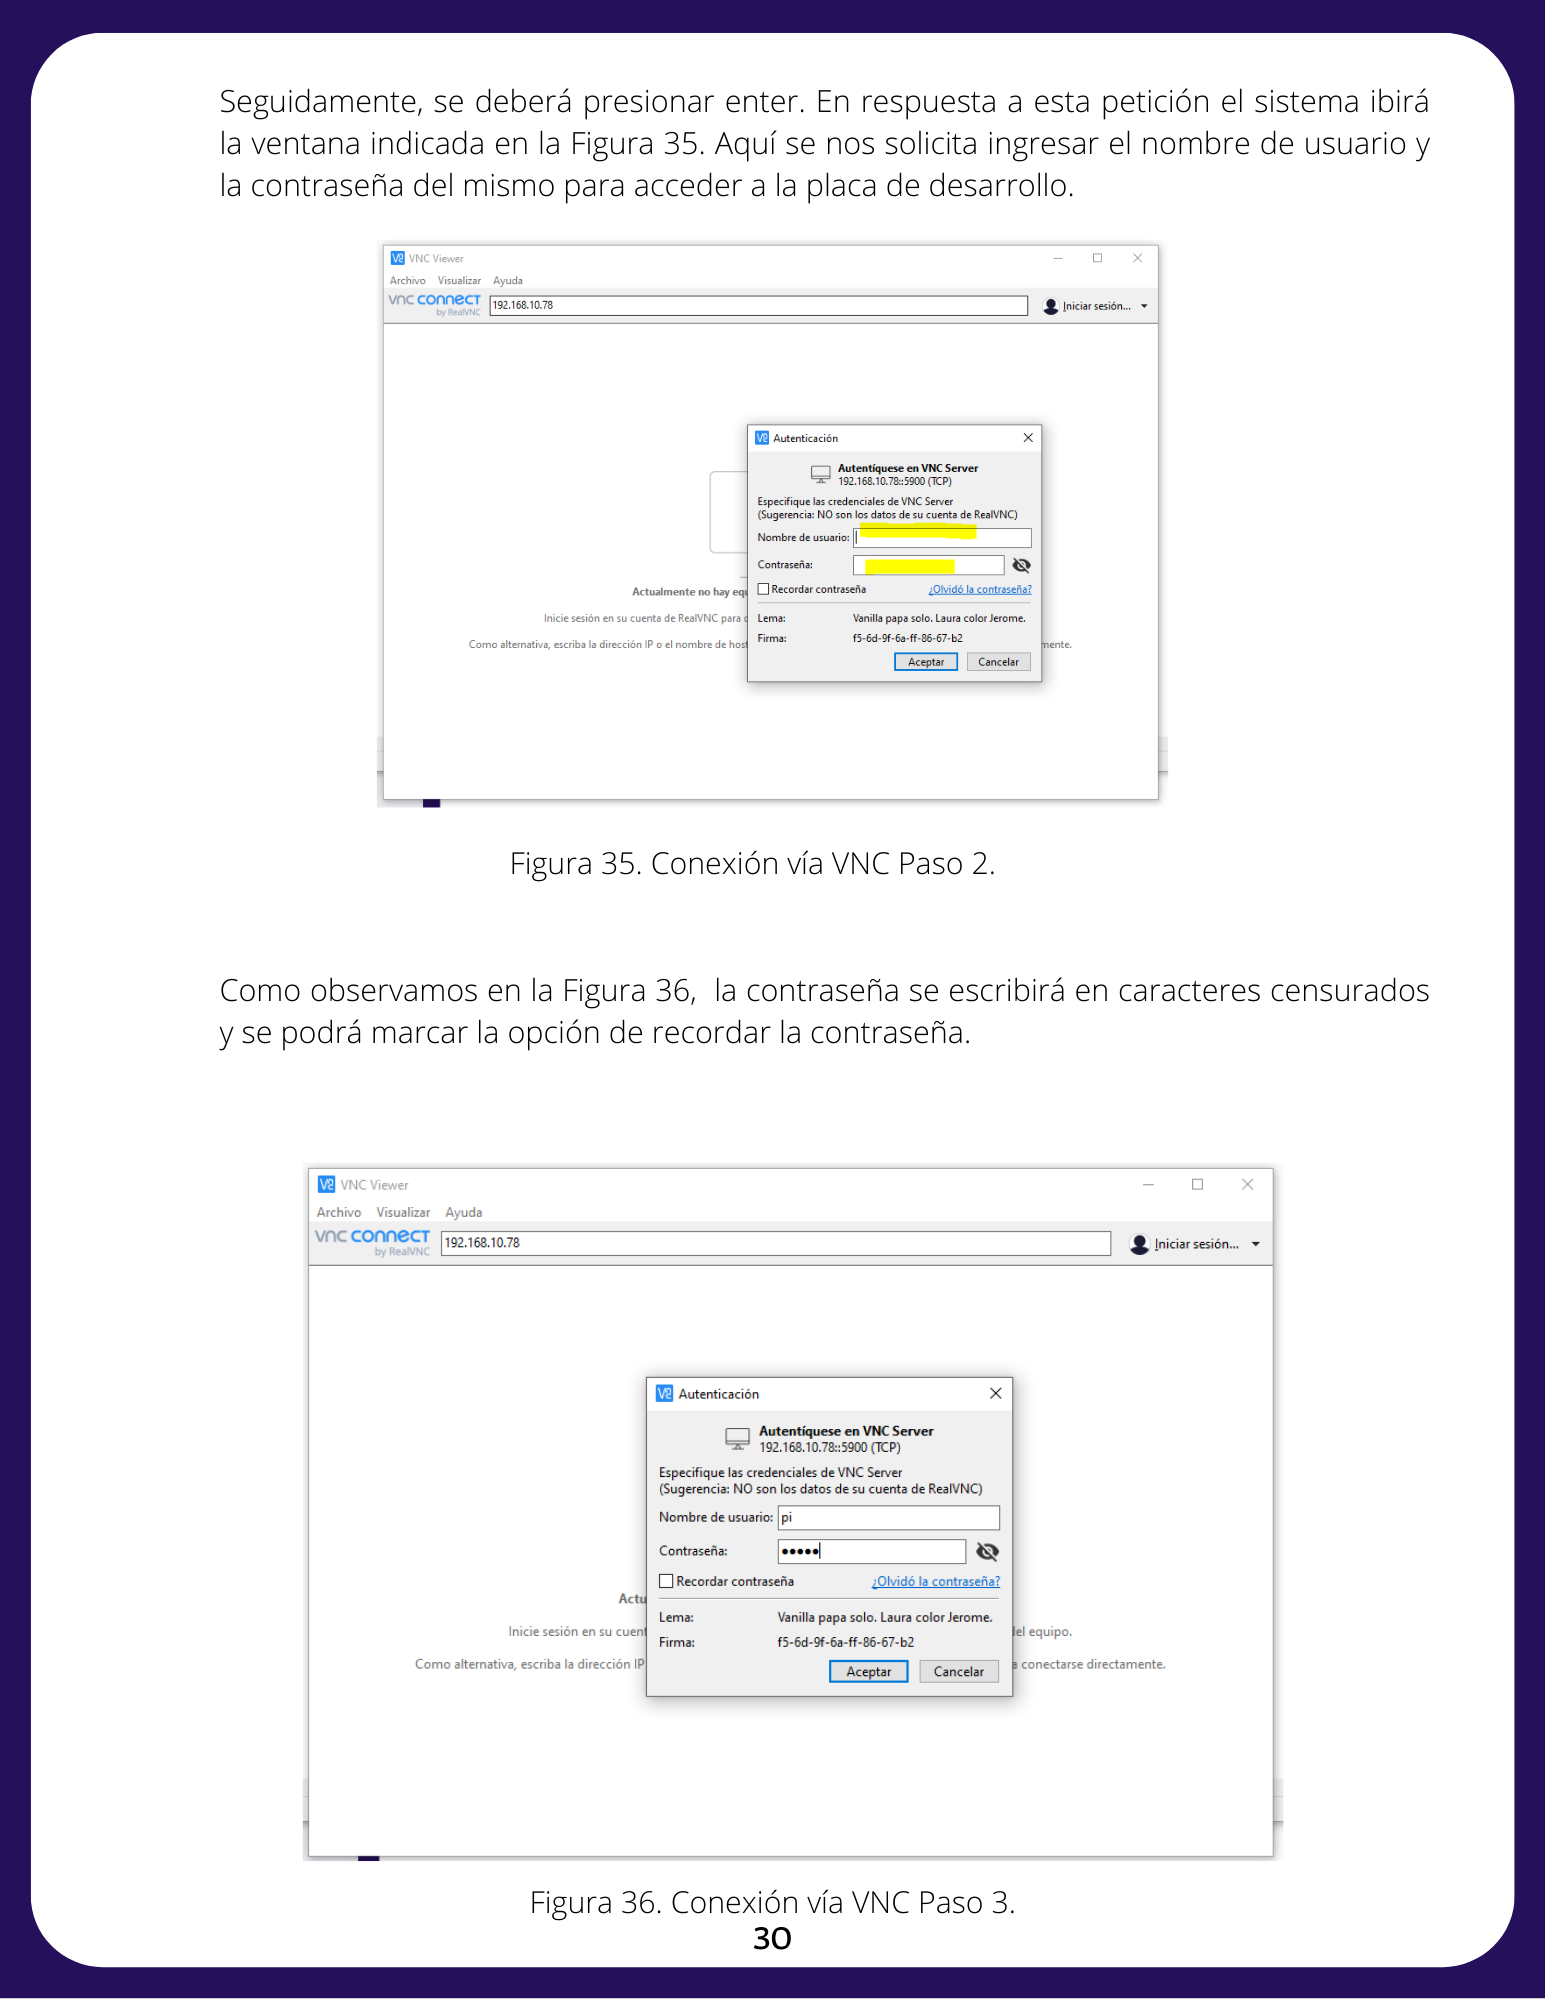 Seguidamente, se deberá presionar enter. En respuesta a esta petición el sistema ibirá
la ventana indicada en la Figura 35. Aquí se nos solicita ingresar el nombre de usuario y
la contraseña del mismo para acceder a la placa de desarrollo.
VNC Viewer
Archivo Visualizar Ayuda
vnc connect
by RealVNC
192.168.10.78
Iniciar sesión...
Autenticación
Autentíquese en VNC Server
192.168.10.78::5900 (TCP)
Especifique las credenciales de VNC Server
(Sugerencia: NO son los datos de su cuenta de RealVNC)
Nombre de usuario:
Contraseña:
Recordar contraseña ¿Olvidó la contraseña?
Lema: Vanilla papa solo. Laura color Jerome.
Firma: f5-6d-9f-6a-ff-86-67-b2
Aceptar Cancelar
Actualmente no hay equ
Inicie sesión en su cuenta de RealVNC para
Como alternativa, escriba la dirección IP o el nombre de host mente.
Figura 35. Conexión vía VNC Paso 2.
Como observamos en la Figura 36, la contraseña se escribirá en caracteres censurados
y se podrá marcar la opción de recordar la contraseña.
VNC Viewer
Archivo Visualizar Ayuda
vnc connect
by RealVNC
192.168.10.78
Iniciar sesión...
Autenticación
Autentíquese en VNC Server
192.168.10.78::5900 (TCP)
Especifique las credenciales de VNC Server
(Sugerencia: NO son los datos de su cuenta de RealVNC)
Nombre de usuario: pi
Contraseña: •••••
Recordar contraseña ¿Olvidó la contraseña?
Lema: Vanilla papa solo. Laura color Jerome.
Firma: f5-6d-9f-6a-ff-86-67-b2
Aceptar Cancelar
Actu
Inicie sesión en su cuent del equipo.
Como alternativa, escriba la dirección IP a conectarse directamente.
Figura 36. Conexión vía VNC Paso 3.
30